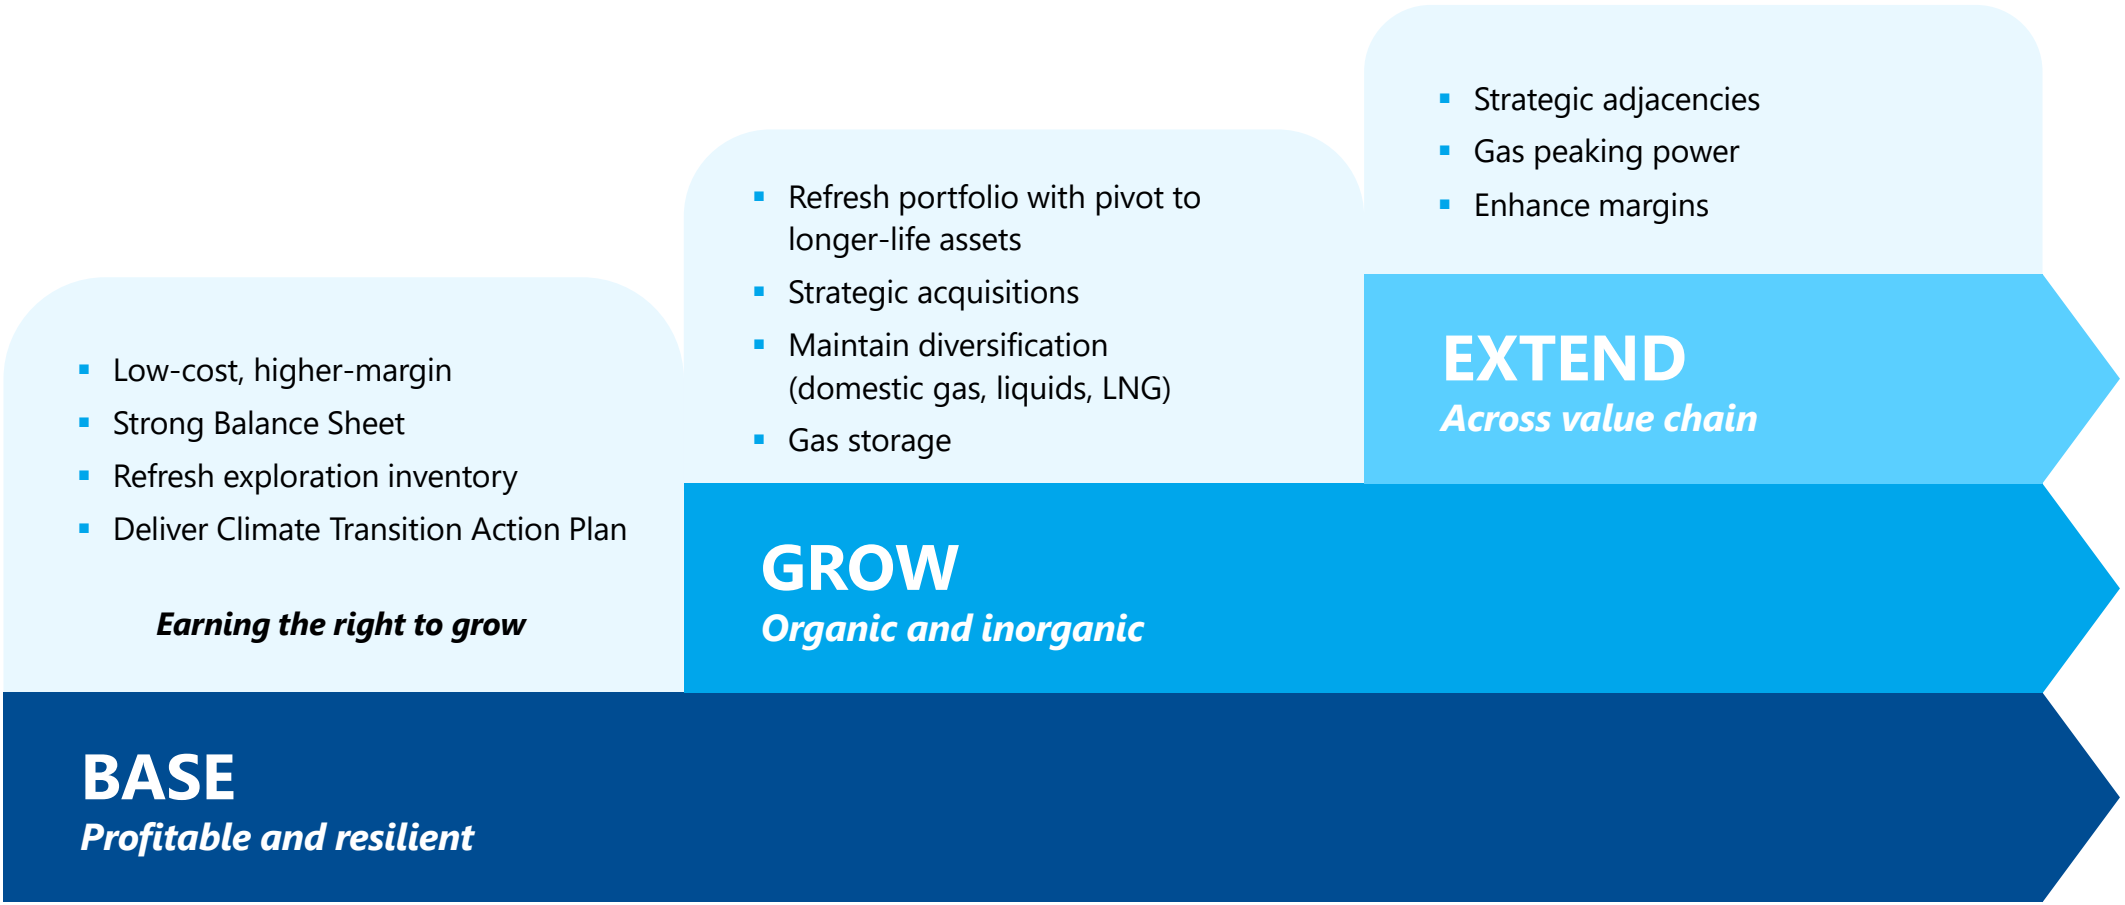 Low-cost, higher-margin
Strong Balance Sheet
Refresh exploration inventory
Deliver Climate Transition Action Plan
Earning the right to grow
BASE
Profitable and resilient
Refresh portfolio with pivot to
longer-life assets
Strategic acquisitions
Maintain diversification
(domestic gas, liquids, LNG)
Gas storage
GROW
Organic and inorganic
Strategic adjacencies
Gas peaking power
Enhance margins
EXTEND
Across value chain